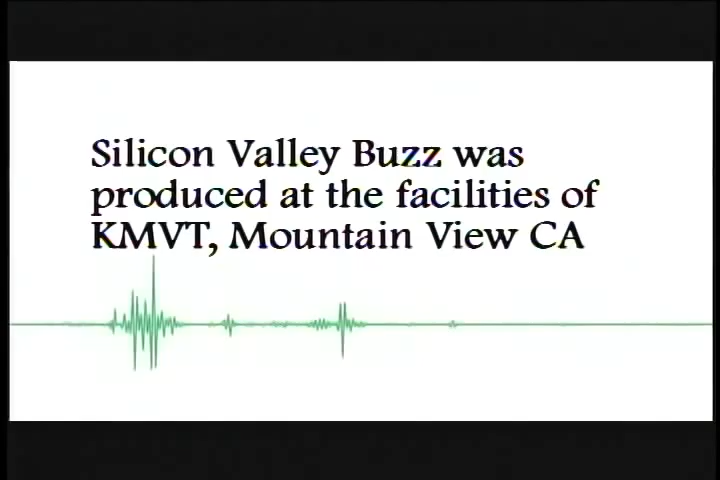 Silicon Valley Buzz was
produced at the facilities of
KMVT, Mountain View CA